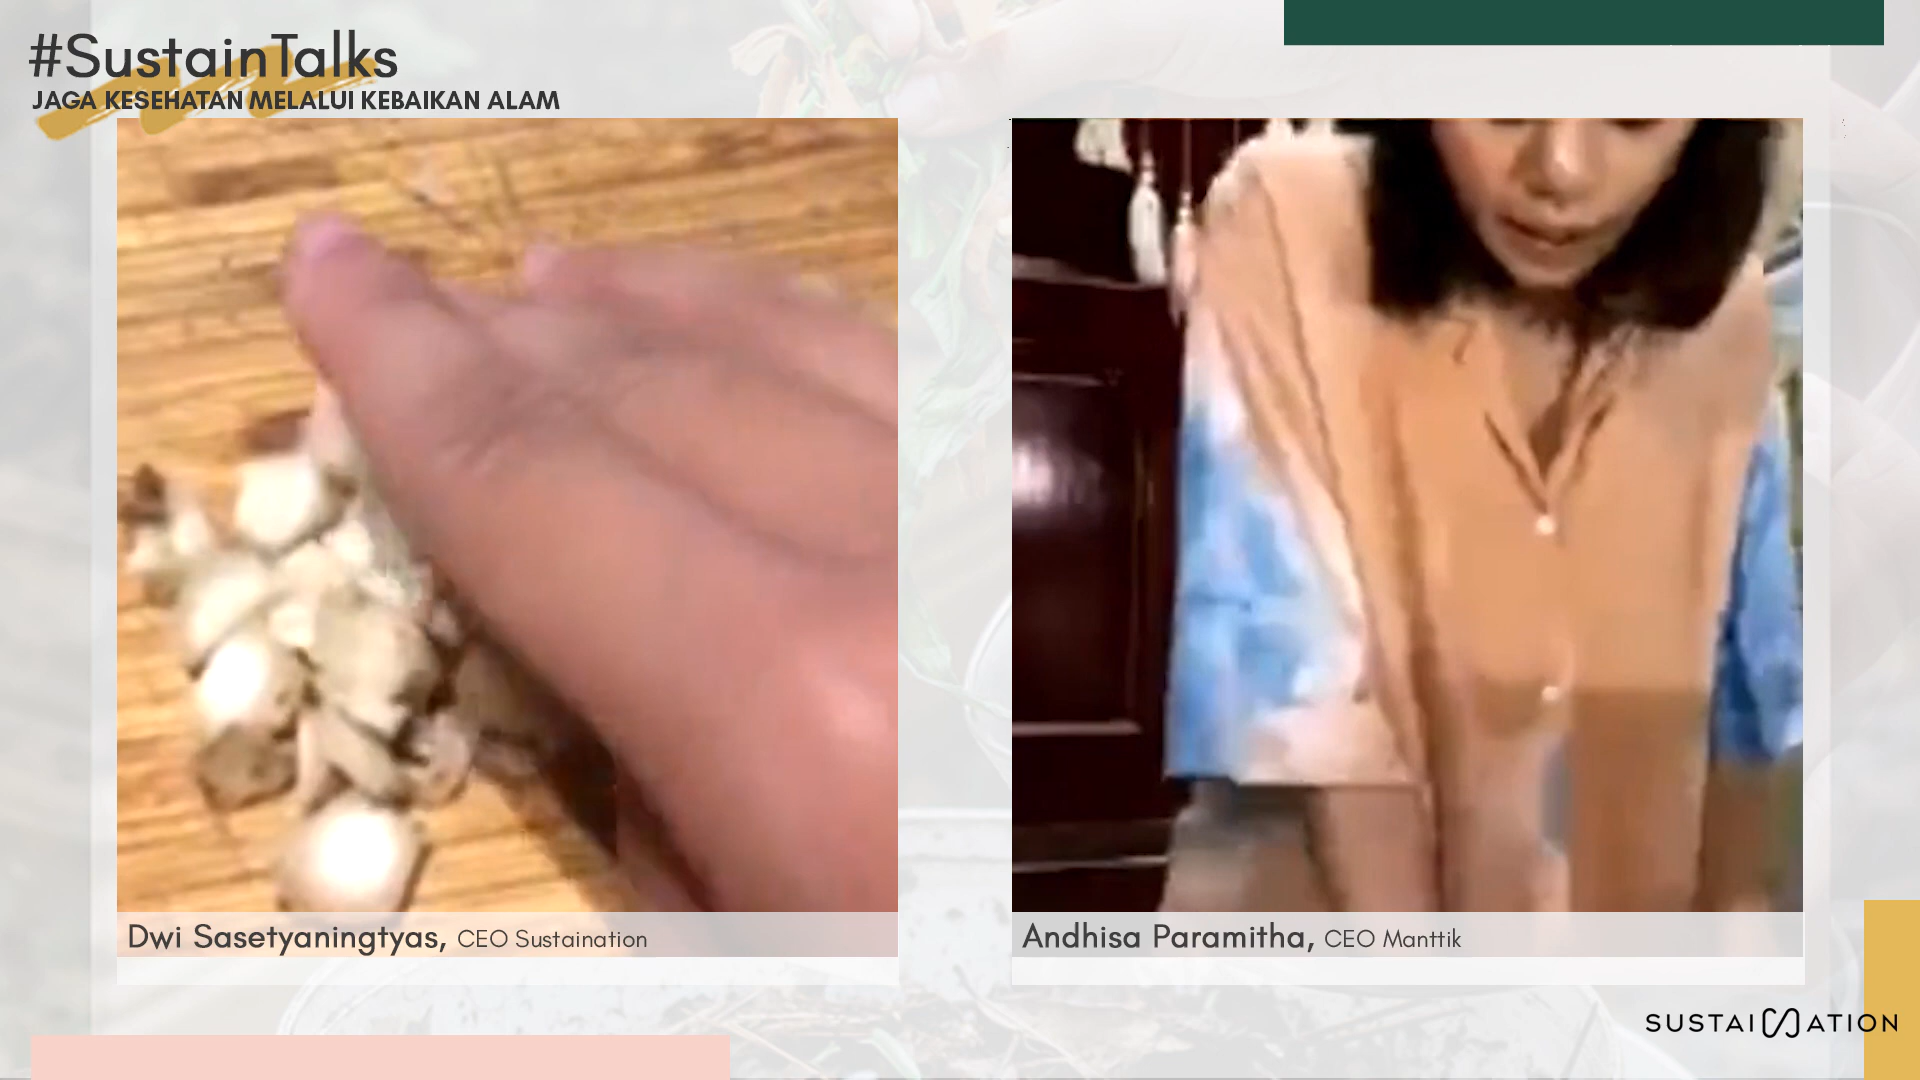 #SustainTalks
JAGA KESEHATAN MELALUI KEBAIKAN ALAM
Dwi Sasetyaningtyas, CEO Sustaination
Andhisa Paramitha, CEO Manttik
SUSTAINATION